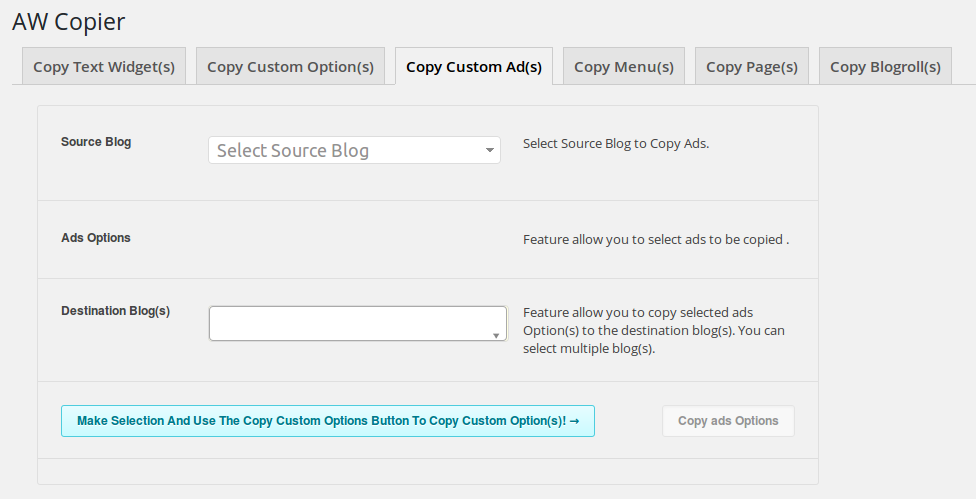 AW Copier
Copy Text Widget(s)
Copy Custom Option(s)
Copy Custom Ad(s)
Copy Menu(s)
Copy Page(s)
Copy Blogroll(s)
Source Blog
Select Source Blog
Select Source Blog to Copy Ads.
Ads Options
Feature allow you to select ads to be copied .
Destination Blog(s)
Feature allow you to copy selected ads
Option(s) to the destination blog(s). You can
select multiple blog(s).
Make Selection And Use The Copy Custom Options Button To Copy Custom Option(s)! →
Copy ads Options